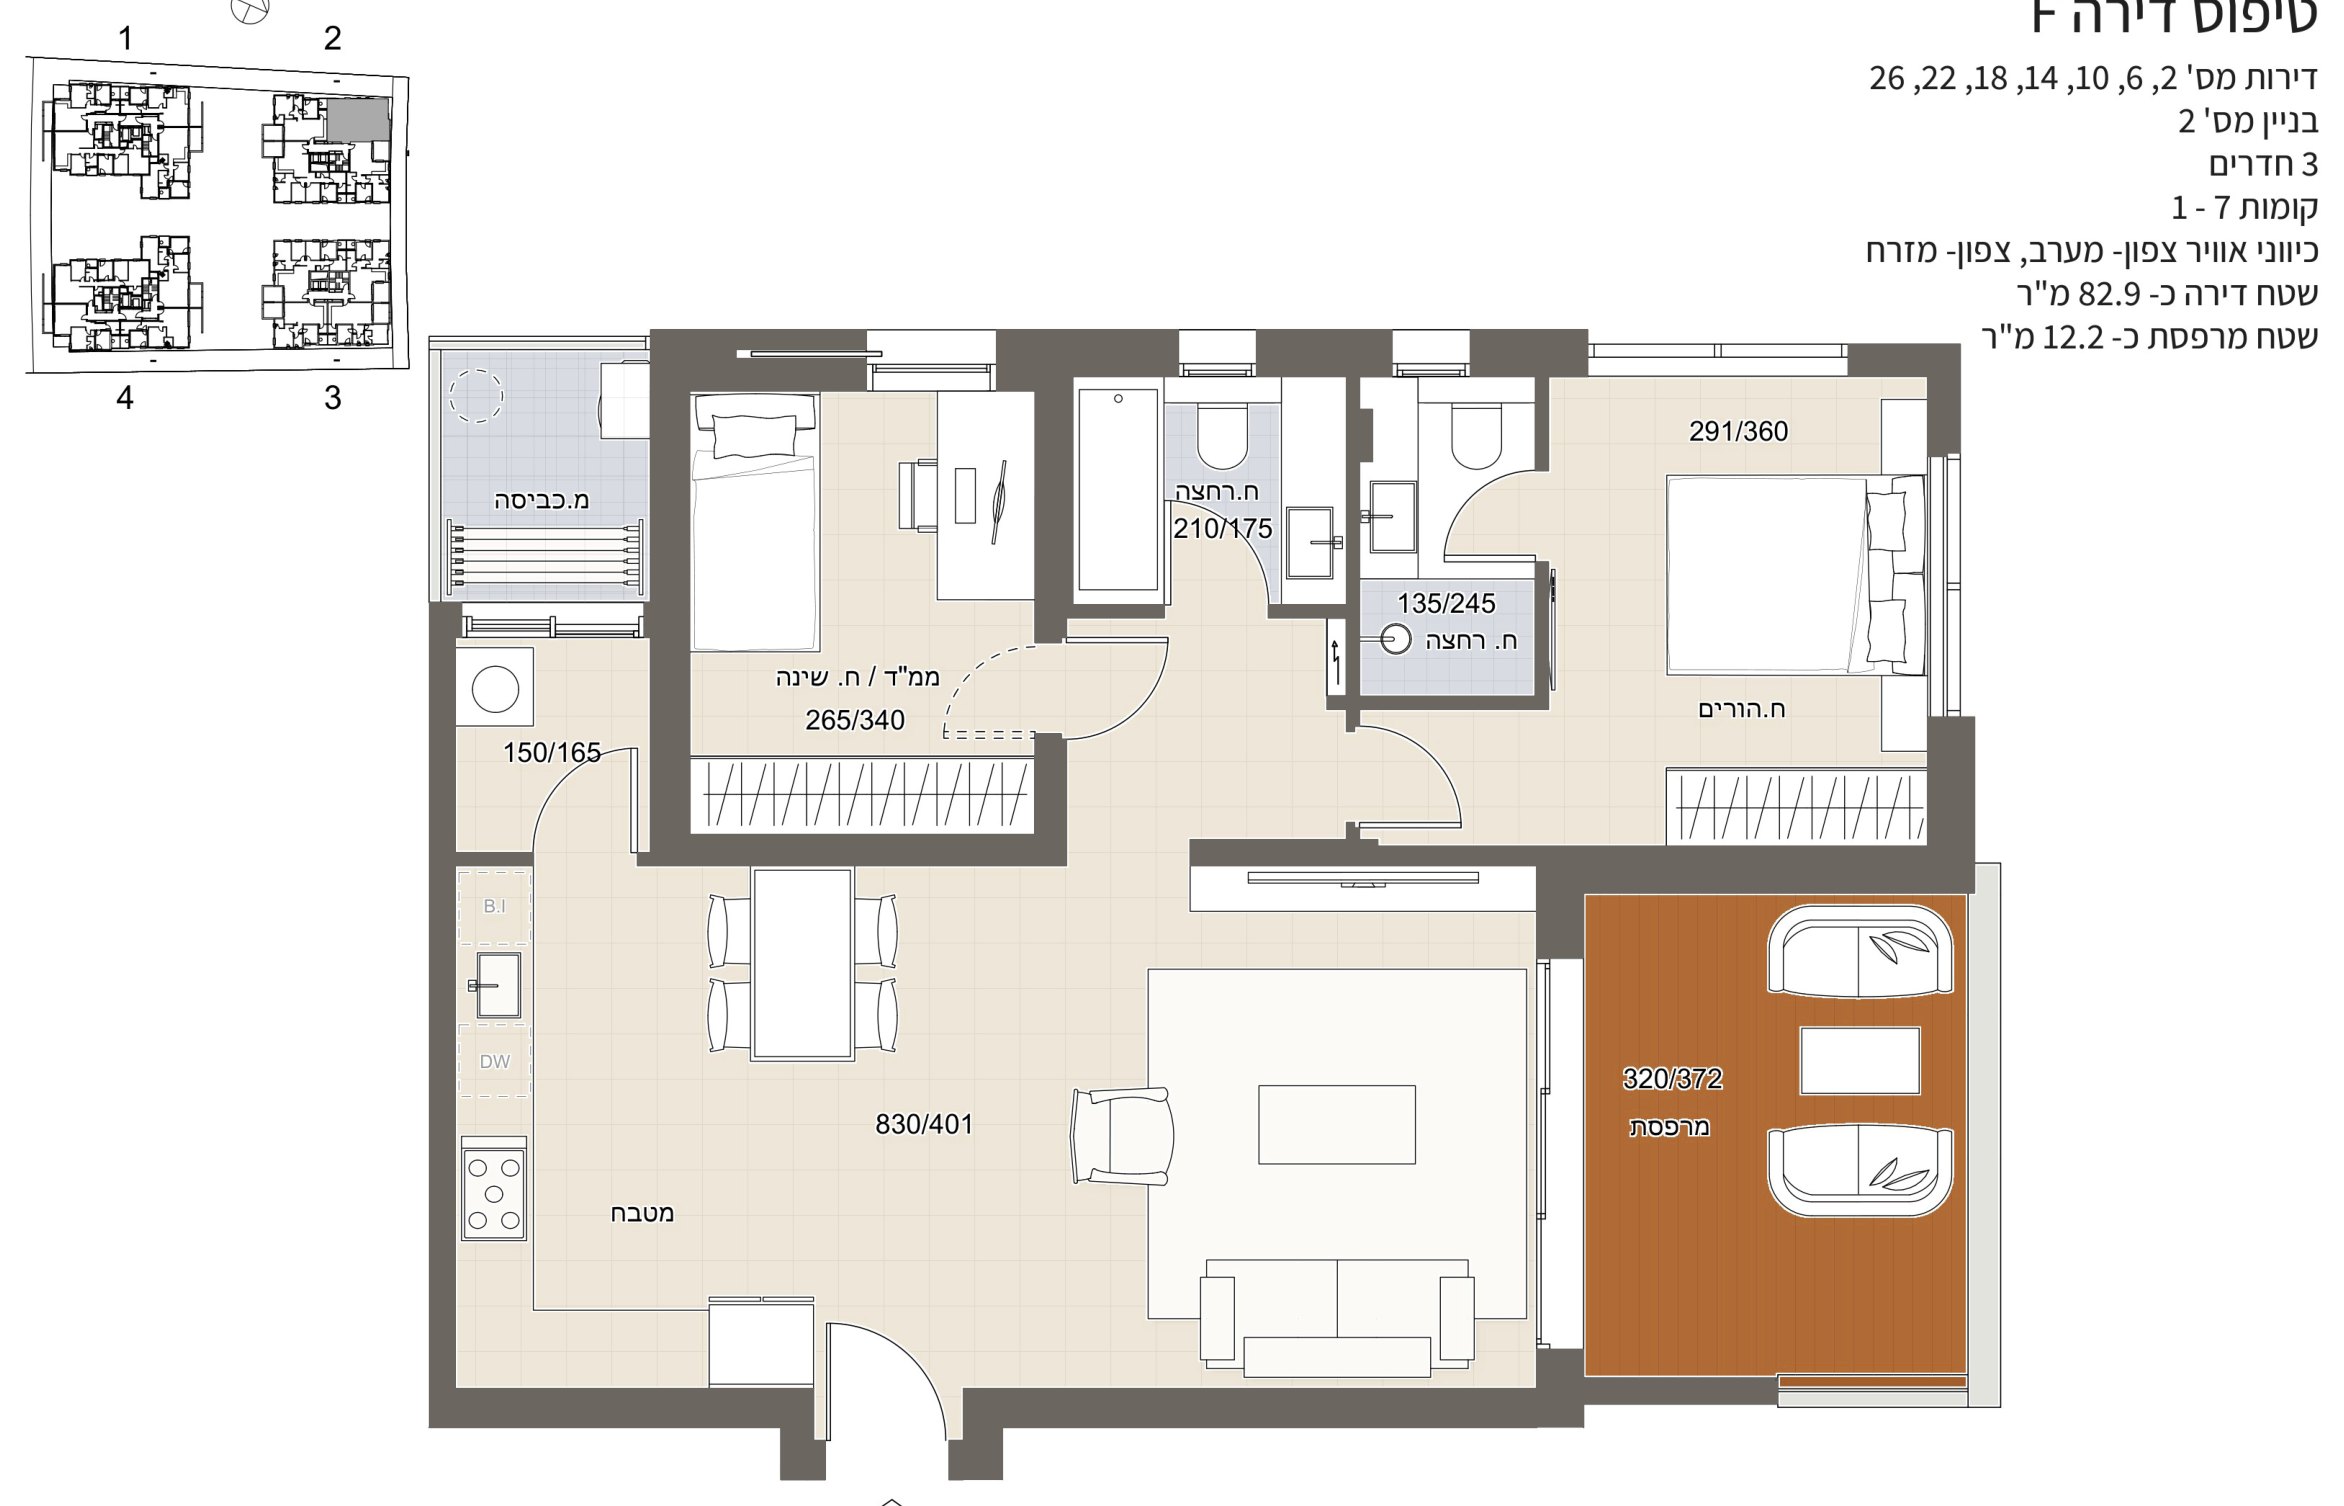 טיפוס דירה F
דירות מס' 2, 6, 10, 14, 18, 22, 26
בניין מס' 2
3 חדרים
קומות 7 - 1
כיווני אוויר צפון- מערב, צפון- מזרח
שטח דירה כ- 82.9 מ"ר
שטח מרפסת כ- 12.2 מ"ר
1
2
4
3
מ.כביסה
150/165
ממ"ד / ח. שינה
265/340
ח.רחצה
210/175
135/245
ח. רחצה
291/360
ח.הורים
B.I
DW
830/401
מטבח
320/372
מרפסת